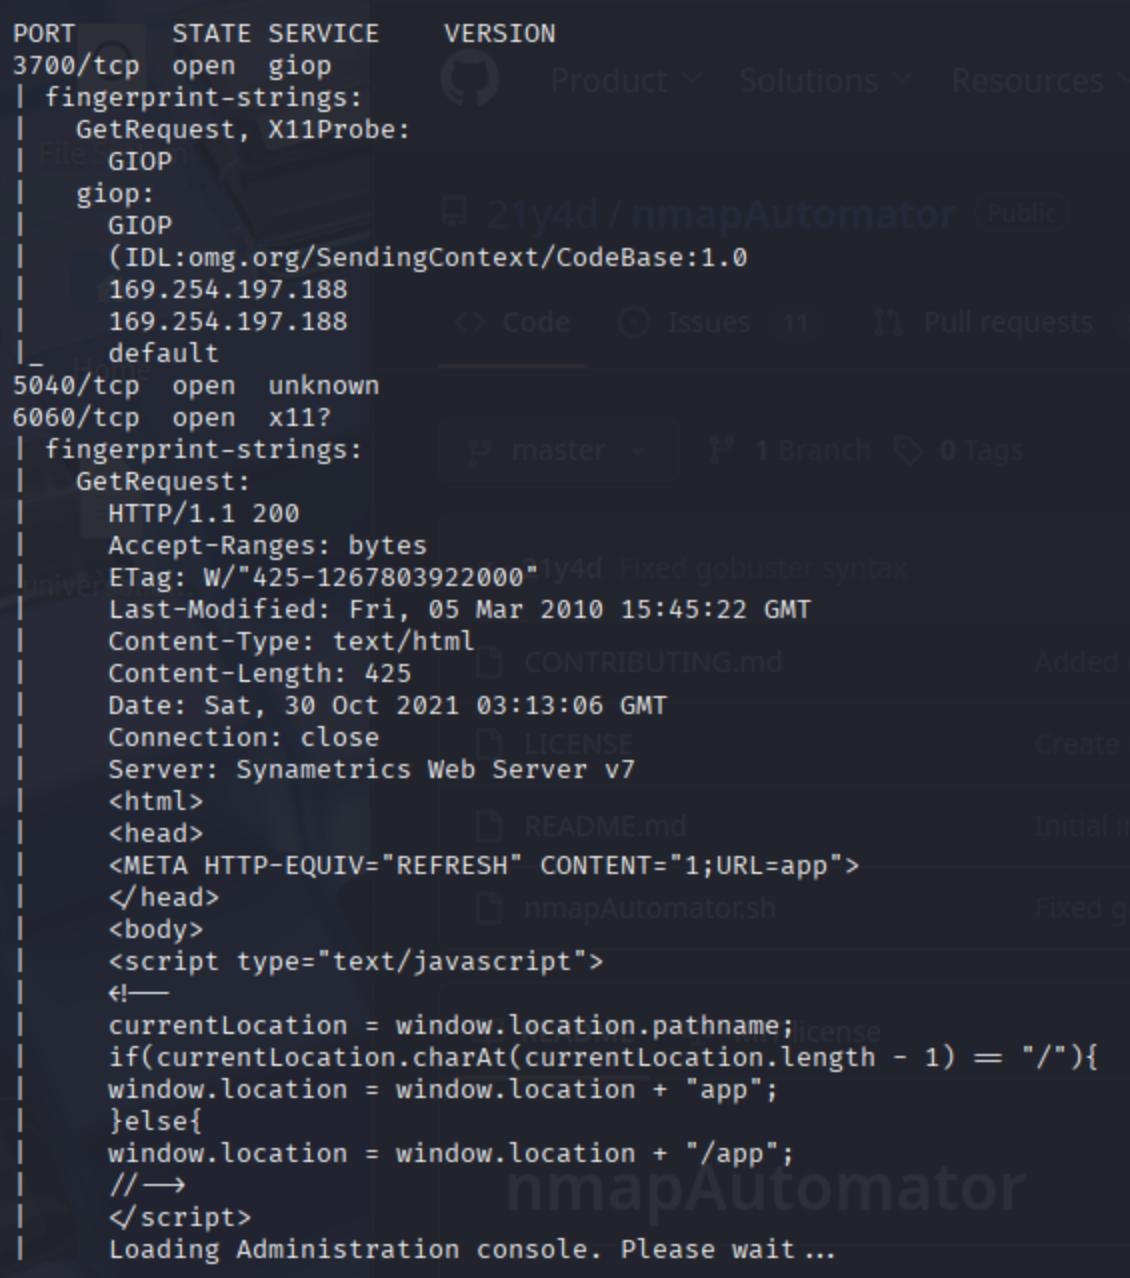 PORT      STATE SERVICE    VERSION
3700/tcp  open  giop
| fingerprint-strings:
|   GetRequest, X11Probe:
|     GIOP
|   giop:
|     GIOP
|     (IDL:omg.org/SendingContext/CodeBase:1.0
|     169.254.197.188
|     169.254.197.188
|_    default
5040/tcp  open  unknown
6060/tcp  open  x11?
| fingerprint-strings:
|   GetRequest:
|     HTTP/1.1 200
|     Accept-Ranges: bytes
|     ETag: W/"425-1267803922000"
|     Last-Modified: Fri, 05 Mar 2010 15:45:22 GMT
|     Content-Type: text/html
|     Content-Length: 425
|     Date: Sat, 30 Oct 2021 03:13:06 GMT
|     Connection: close
|     Server: Synametrics Web Server v7
|     <html>
|     <head>
|     <META HTTP-EQUIV="REFRESH" CONTENT="1;URL=app">
|     </head>
|     <body>
|     <script type="text/javascript">
|     <!--
|     currentLocation = window.location.pathname;
|     if(currentLocation.charAt(currentLocation.length - 1) == "/"){
|     window.location = window.location + "app";
|     }else{
|     window.location = window.location + "/app";
|     //-->
|     </script>
|     Loading Administration console. Please wait...
Product
Solutions
Resources
File System
21y4d / nmapAutomator
Public
Code
Issues 11
Pull requests
Home
master
1 Branch
0 Tags
21y4d Fixed gobuster syntax
CONTRIBUTING.md
Added
LICENSE
Create
README.md
Initial
nmapAutomator.sh
Fixed
README
MIT license
nmapAutomator